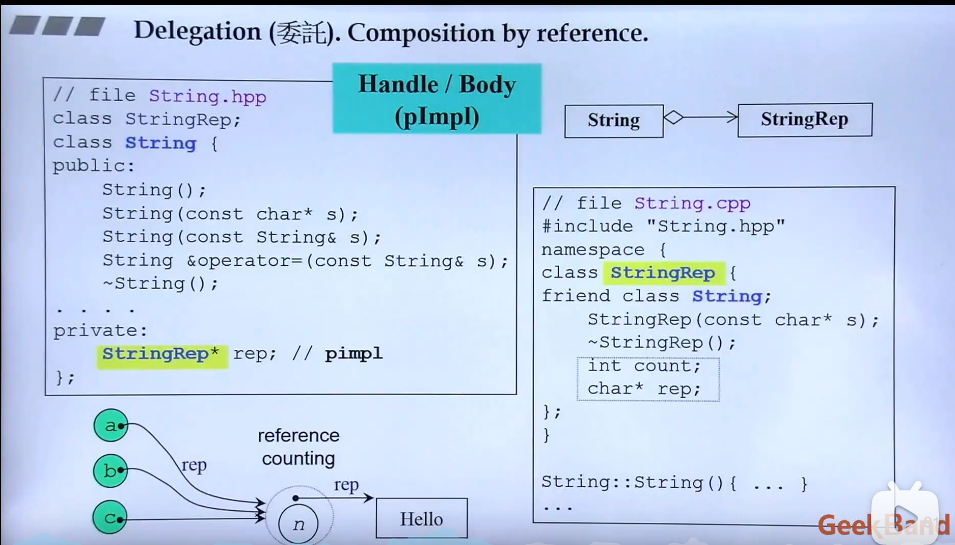 Delegation (委託). Composition by reference.
Handle / Body
(pImpl)
// file String.hpp
class StringRep;
class String {
public:
    String();
    String(const char* s);
    String(const String& s);
    String &operator=(const String& s);
    ~String();
. . . .
private:
    StringRep* rep; // pimpl
};
String
StringRep
// file String.cpp
#include "String.hpp"
namespace {
class StringRep {
friend class String;
    StringRep(const char* s);
    ~StringRep();
    int count;
    char* rep;
};
}
String::String(){ ... }
...
a
b
c
rep
reference
counting
rep
n
Hello
GeekBand